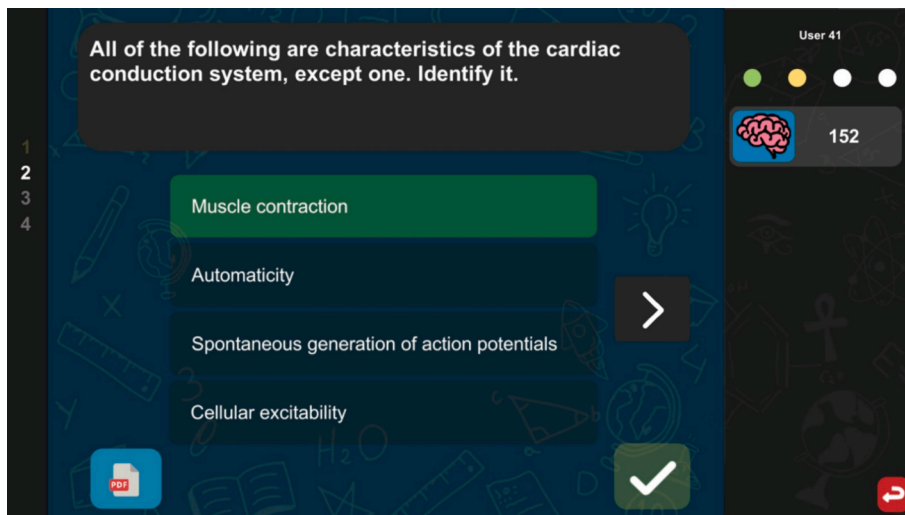 All of the following are characteristics of the cardiac
conduction system, except one. Identify it.
User 41
152
1
2
3
4
Muscle contraction
Automaticity
Spontaneous generation of action potentials
Cellular excitability
H2O
PDF